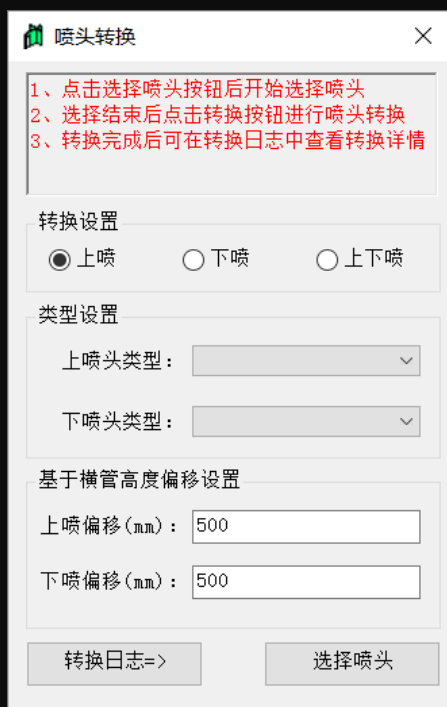 喷头转换
1、点击选择喷头按钮后开始选择喷头
2、选择结束后点击转换按钮进行喷头转换
3、转换完成后可在转换日志中查看转换详情
转换设置
上喷 下喷 上下喷
类型设置
上喷头类型：
下喷头类型：
基于横管高度偏移设置
上喷偏移(mm)： 500
下喷偏移(mm)： 500
转换日志=> 选择喷头